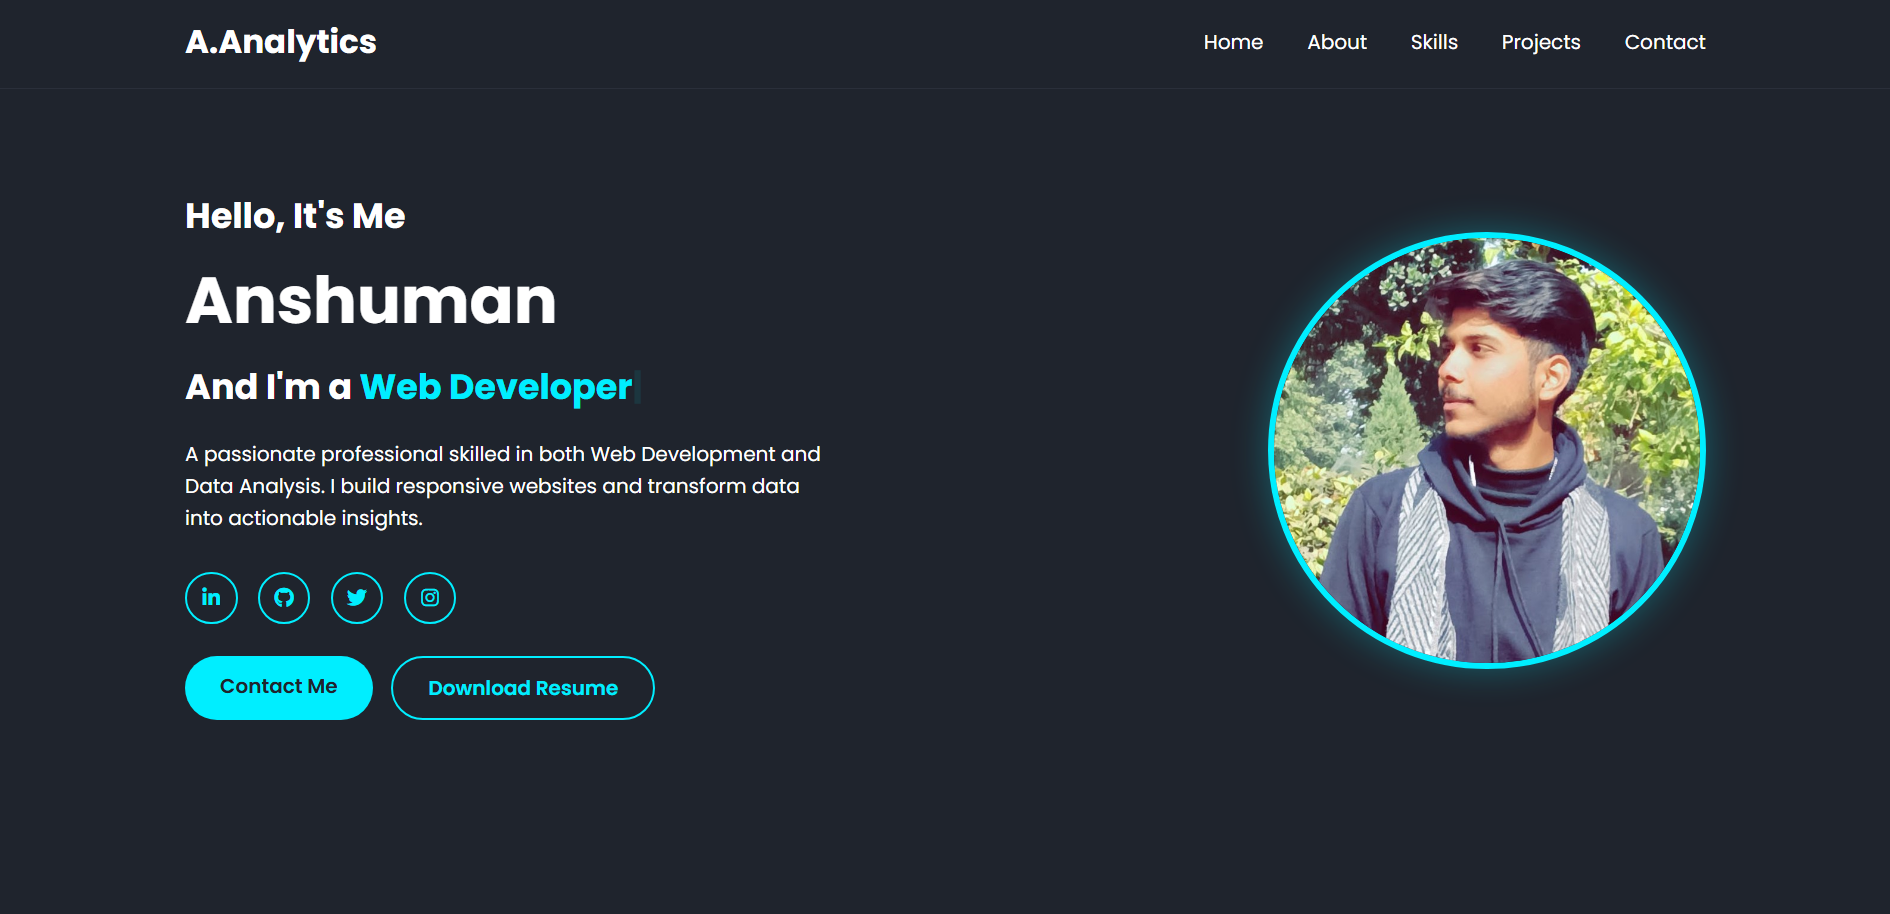 A.Analytics
Home About Skills Projects Contact
Hello, It's Me
Anshuman
And I'm a Web Developer
A passionate professional skilled in both Web Development and
Data Analysis. I build responsive websites and transform data
into actionable insights.
in
Contact Me
Download Resume